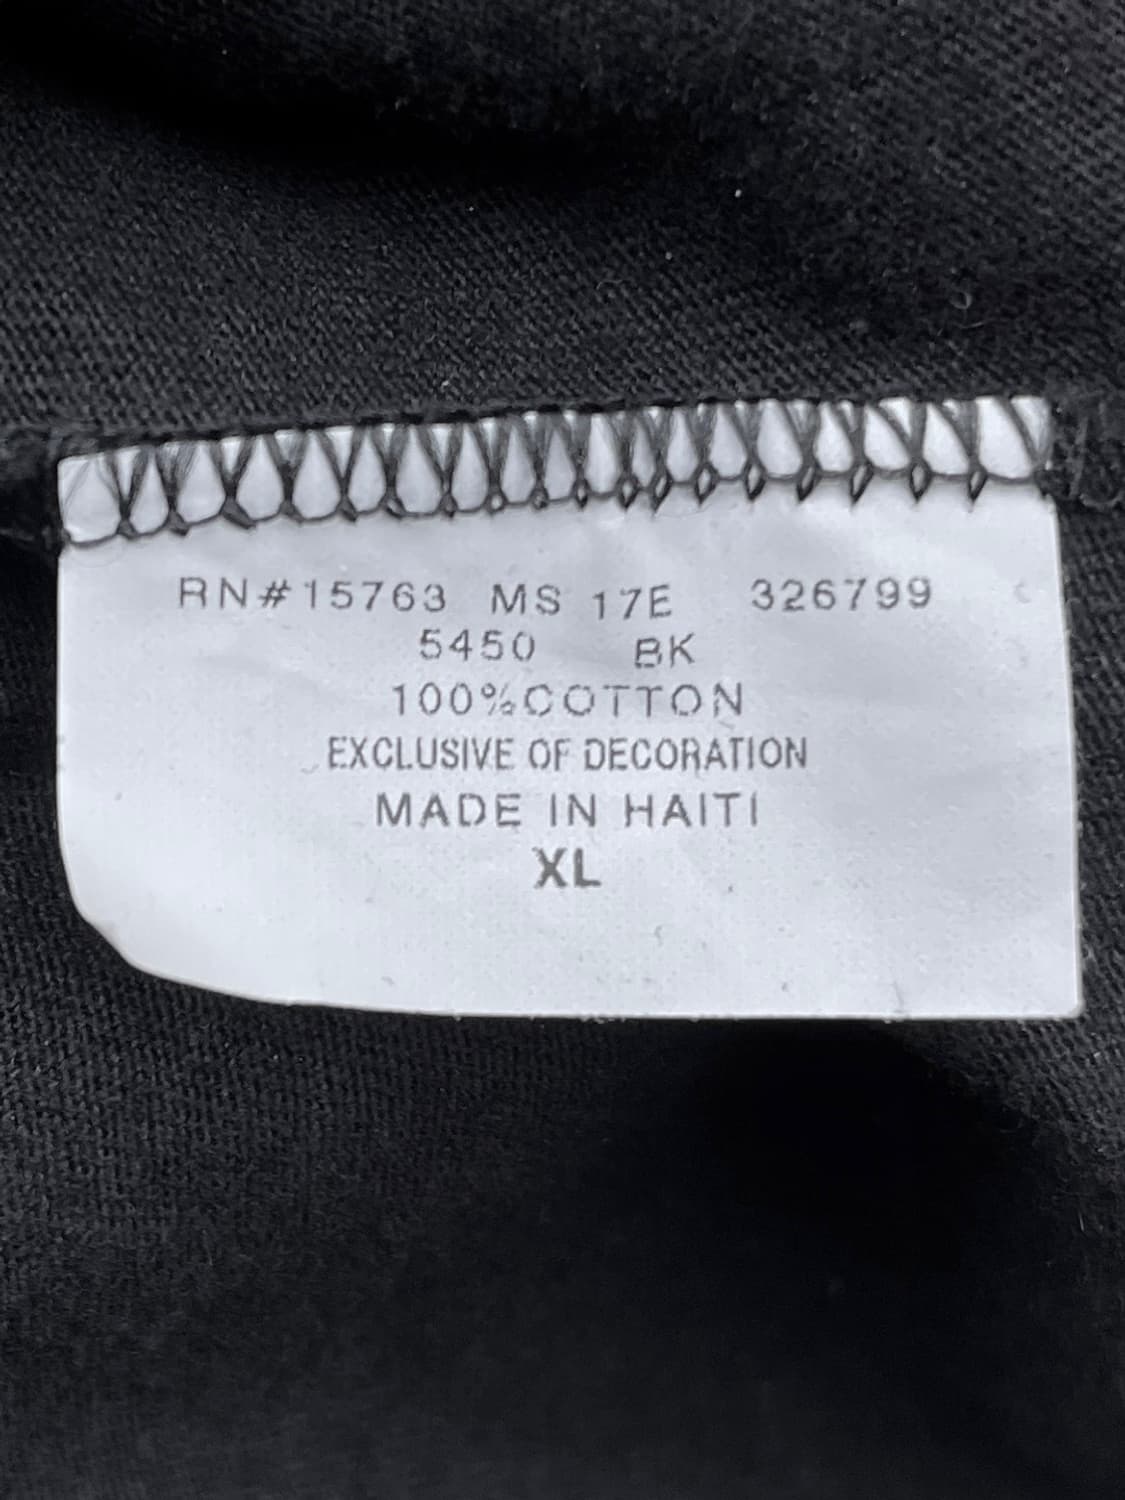 RN#15763 MS 17E 326799
5450 BK
100%COTTON
EXCLUSIVE OF DECORATION
MADE IN HAITI
XL